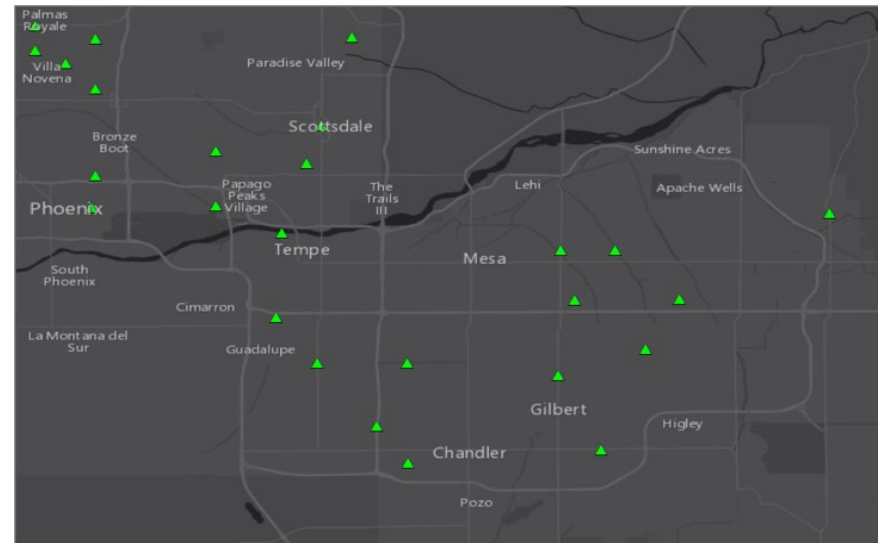 Palmas
Royale
Villa
Novena
Paradise Valley
Bronze
Boot
Scottsdale
Sunshine Acres
Phoenix
Papago
Peaks
Village
The
Trails
III
Lehi
Apache Wells
Tempe
Mesa
South
Phoenix
Cimarron
La Montana del
Sur
Guadalupe
Gilbert
Higley
Chandler
Pozo